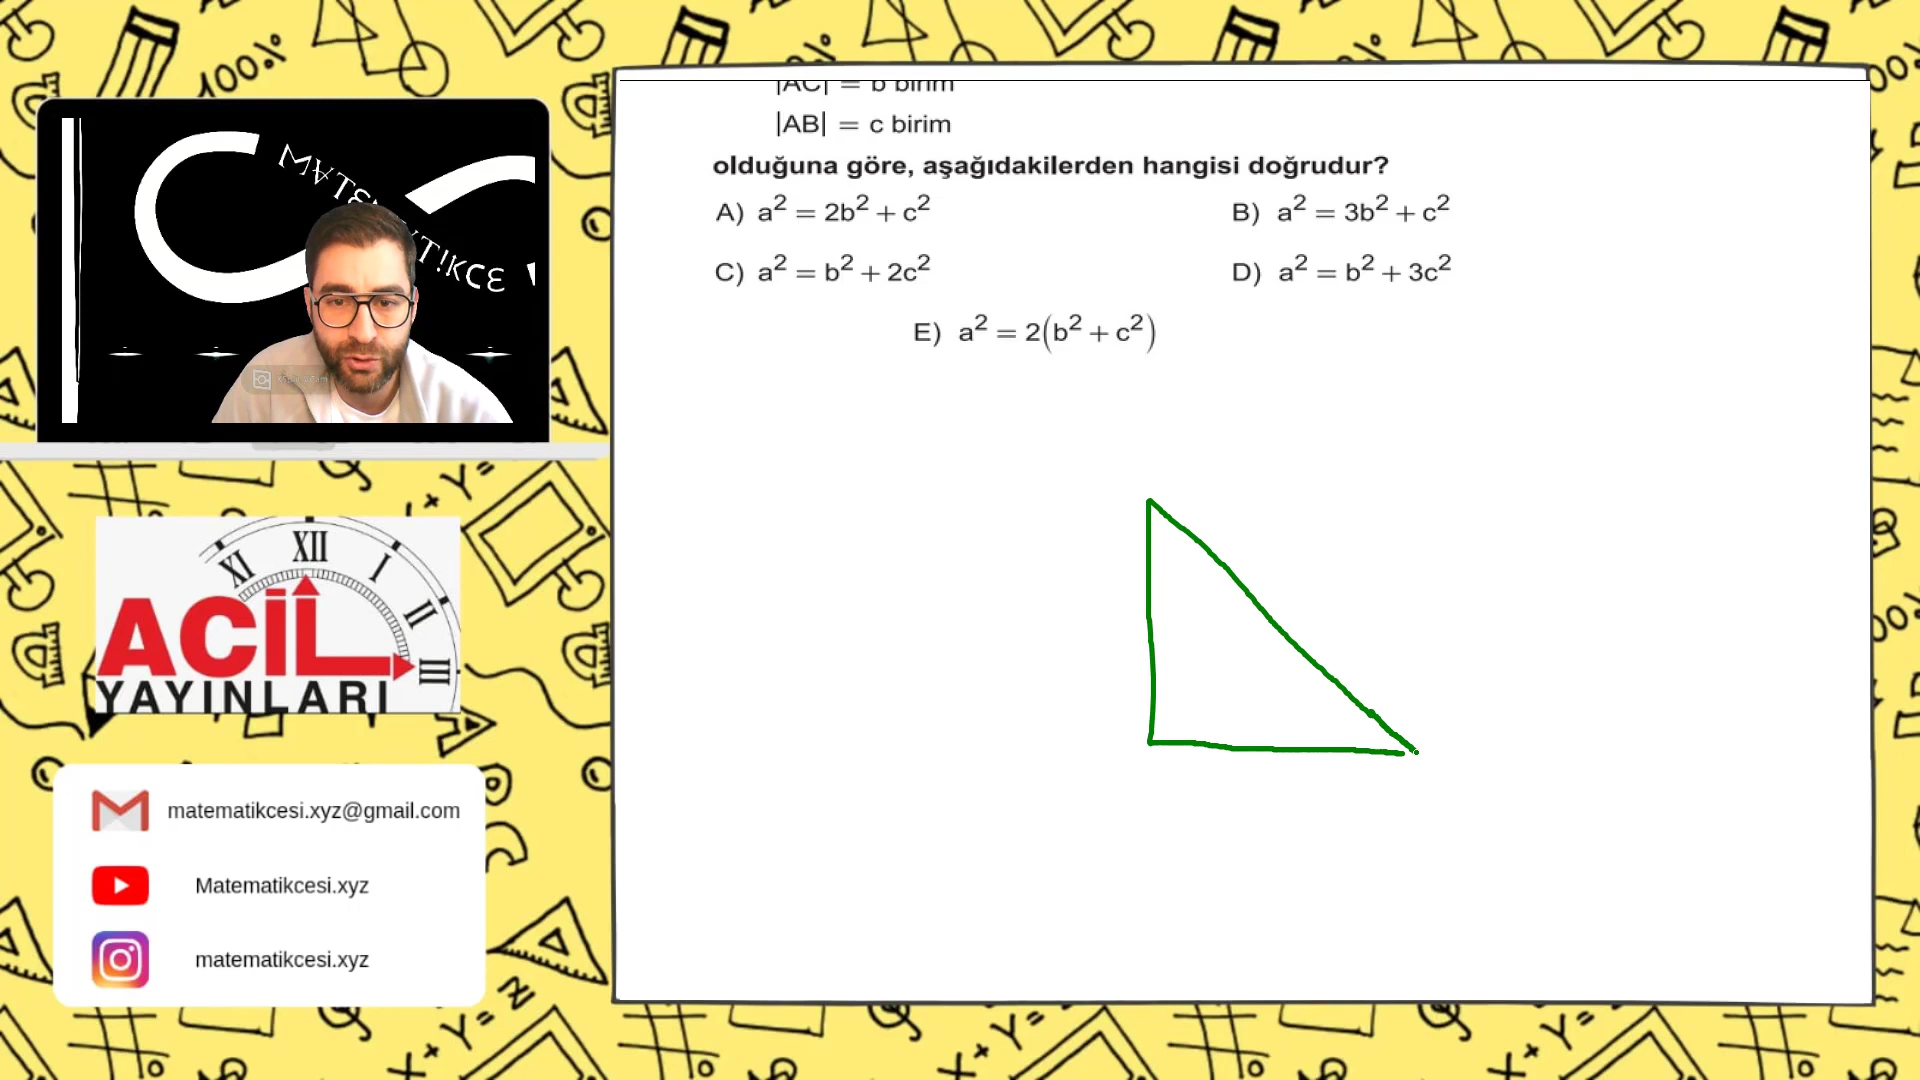 |AC| = b birim
|AB| = c birim
olduğuna göre, aşağıdakilerden hangisi doğrudur?
A) a² = 2b² + c²
B) a² = 3b² + c²
C) a² = b² + 2c²
D) a² = b² + 3c²
E) a² = 2(b² + c²)
XI
XII
I
II
III
ACİL
YAYINLARI
matematikcesi.xyz@gmail.com
Matematikcesi.xyz
matematikcesi.xyz
100%